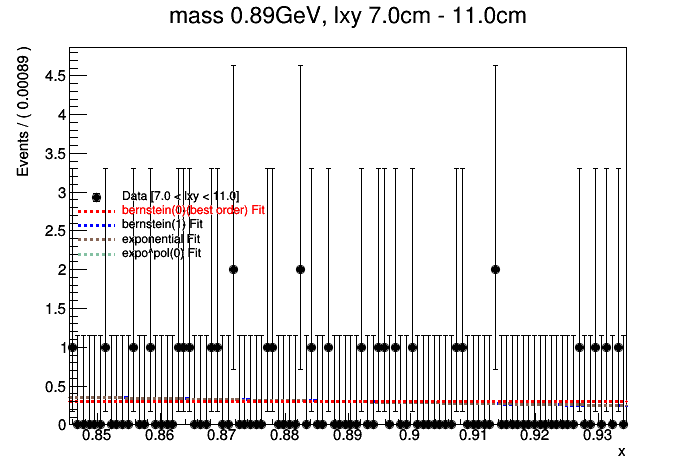 mass 0.89GeV, lxy 7.0cm - 11.0cm
Events / ( 0.00089 )
4.5
4
3.5
3
2.5
2
1.5
1
0.5
0
Data [7.0 < lxy < 11.0]
bernstein(0)(best order) Fit
bernstein(1) Fit
exponential Fit
expo^pol(0) Fit
0.85 0.86 0.87 0.88 0.89 0.9 0.91 0.92 0.93
x